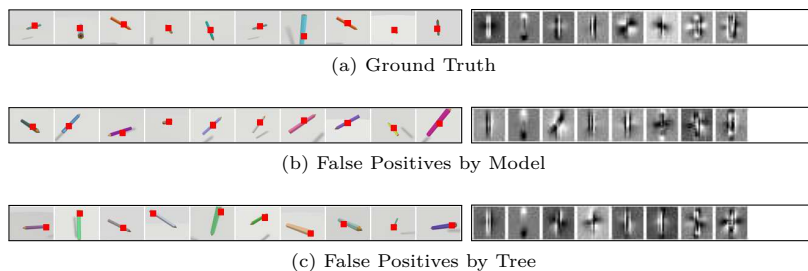 (a) Ground Truth
(b) False Positives by Model
(c) False Positives by Tree